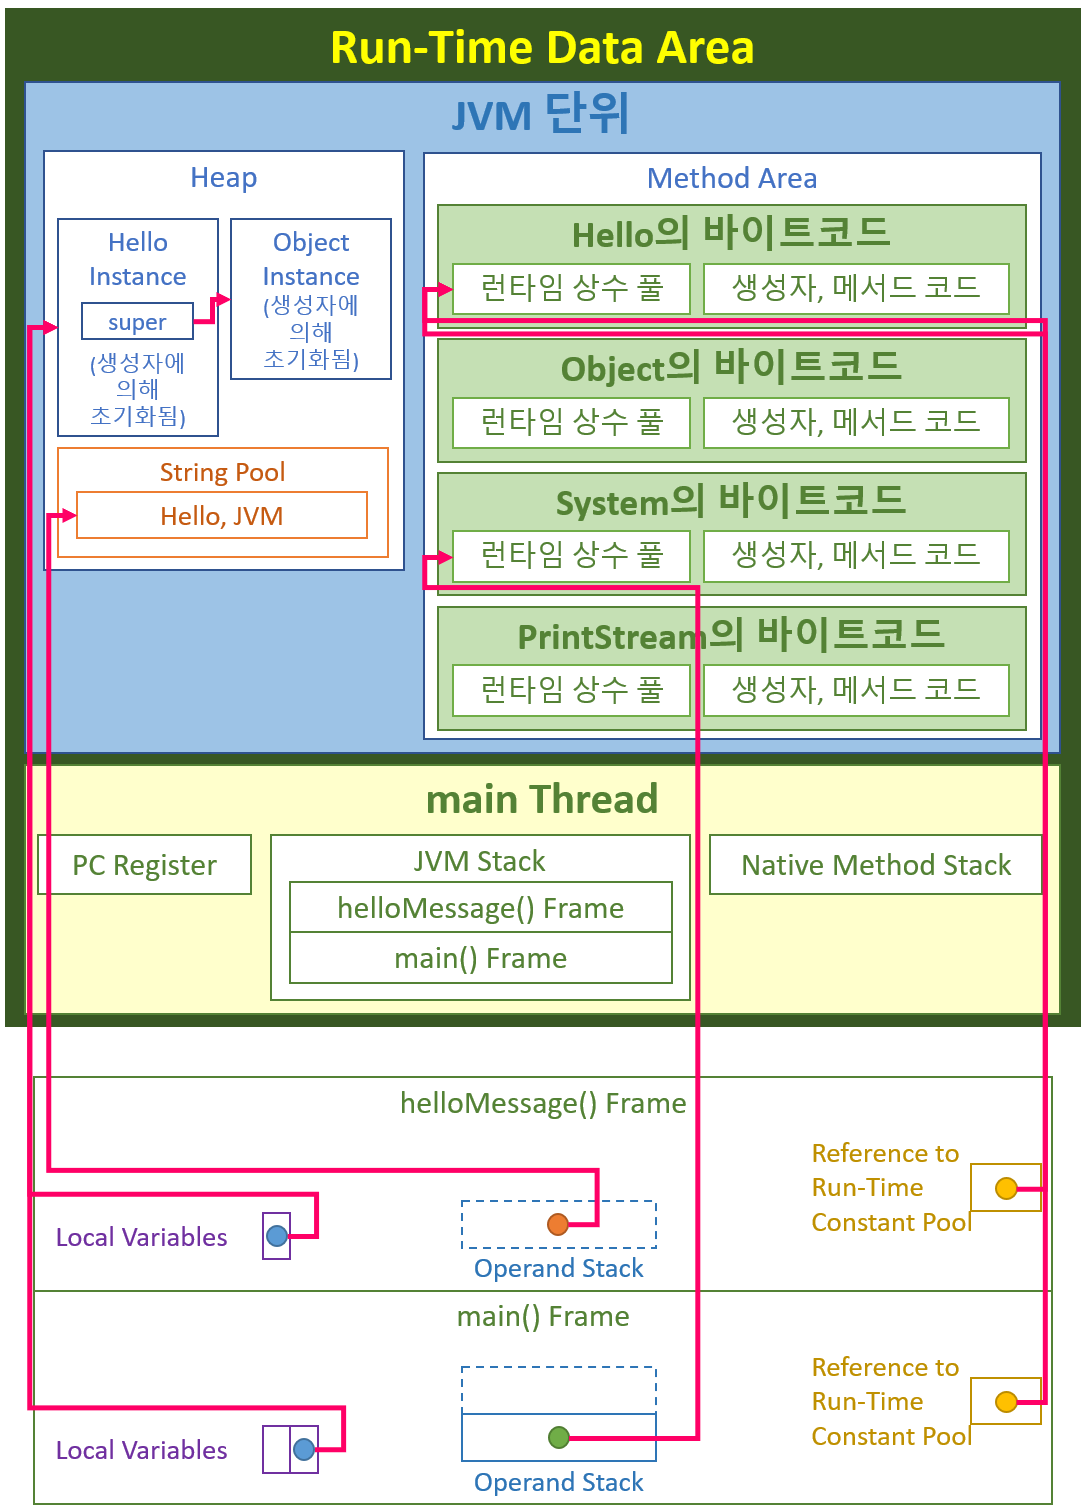 Run-Time Data Area
JVM 단위
Heap
Hello
Instance
super
(생성자에
의해
초기화됨)
Object
Instance
(생성자에
의해
초기화됨)
String Pool
Hello, JVM
Method Area
Hello의 바이트코드
런타임 상수 풀
생성자, 메서드 코드
Object의 바이트코드
런타임 상수 풀
생성자, 메서드 코드
System의 바이트코드
런타임 상수 풀
생성자, 메서드 코드
PrintStream의 바이트코드
런타임 상수 풀
생성자, 메서드 코드
main Thread
PC Register
JVM Stack
helloMessage() Frame
main() Frame
Native Method Stack
helloMessage() Frame
Local Variables
Operand Stack
Reference to
Run-Time
Constant Pool
main() Frame
Local Variables
Operand Stack
Reference to
Run-Time
Constant Pool